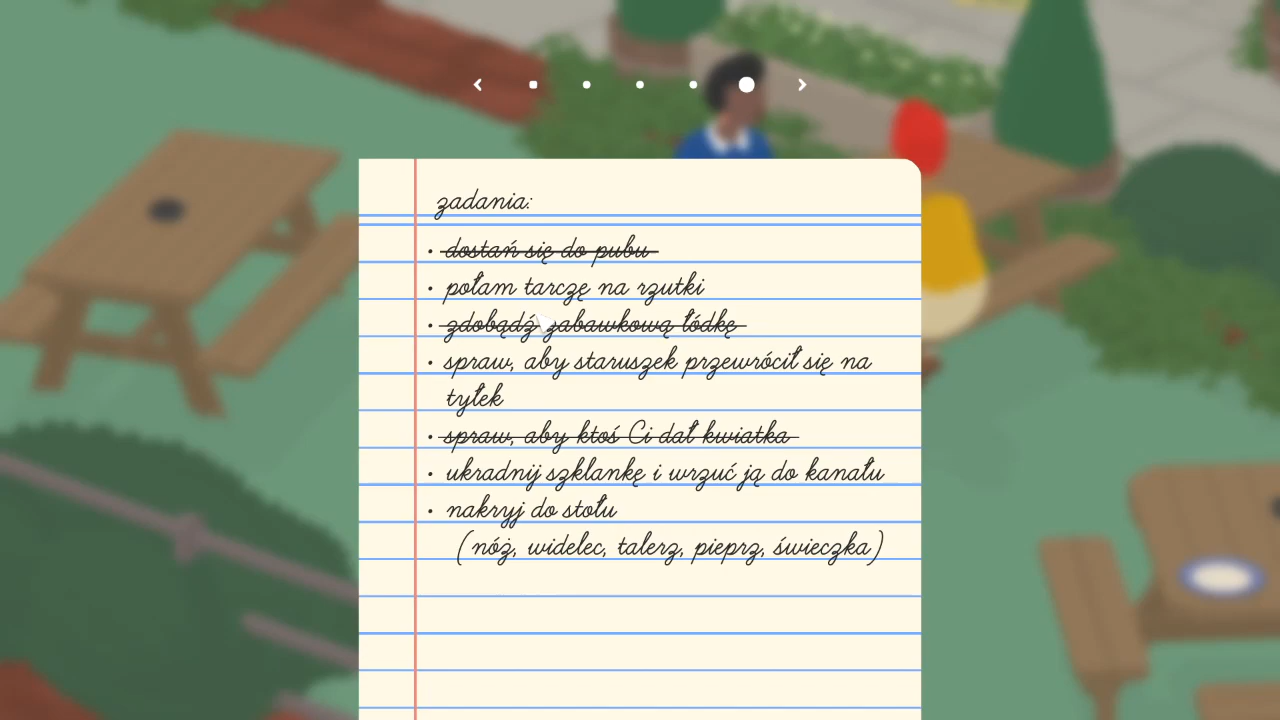 zadania:
• dostań się do pubu
• połam tarczę na rzutki
• zdobądź zabawkową łódkę
• spraw, aby staruszek przewrócił się na
tyłek
• spraw, aby ktoś Ci dał kwiatka
• ukradnij szklankę i wrzuć ją do kanału
• nakryj do stołu
(nóż, widelec, talerz, pieprz, świeczka)